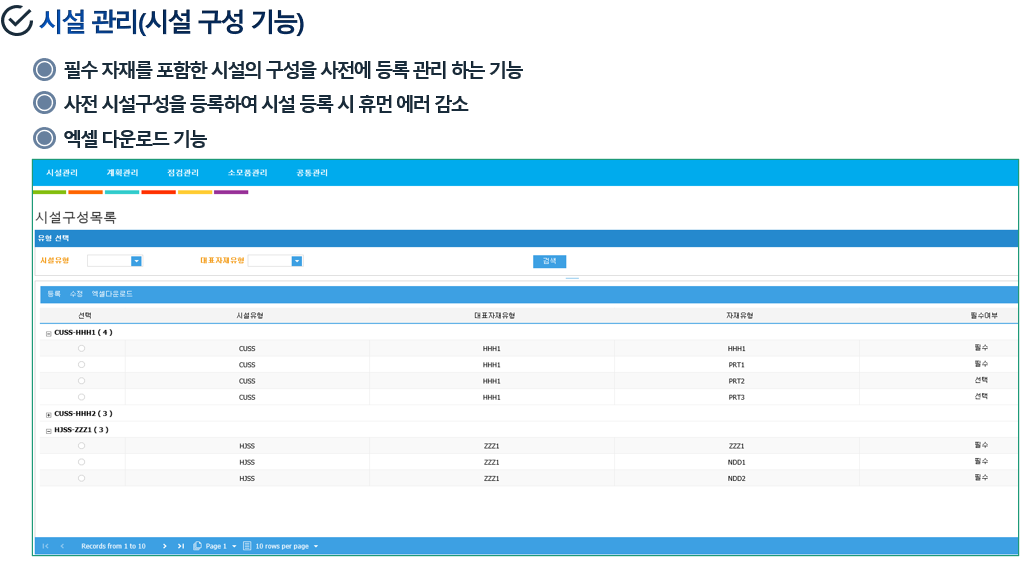 시설 관리(시설 구성 기능)
필수 자재를 포함한 시설의 구성을 사전에 등록 관리 하는 기능
사전 시설구성을 등록하여 시설 등록 시 휴먼 에러 감소
엑셀 다운로드 기능
시설관리 계획관리 점검관리 소모품관리 공통관리
시설구성목록
유형 선택
시설유형 대표자재유형 검색
등록 수정 엑셀다운로드
선택 시설유형 대표자재유형 자재유형 필수여부
CUSS-HHH1 ( 4 )
CUSS HHH1 HHH1 필수
CUSS HHH1 PRT1 필수
CUSS HHH1 PRT2 선택
CUSS HHH1 PRT3 선택
CUSS-HHH2 ( 3 )
HJSS-ZZZ1 ( 3 )
HJSS ZZZ1 ZZZ1 필수
HJSS ZZZ1 NDD1 필수
HJSS ZZZ1 NDD2 필수
Records from 1 to 10 Page 1 10 rows per page